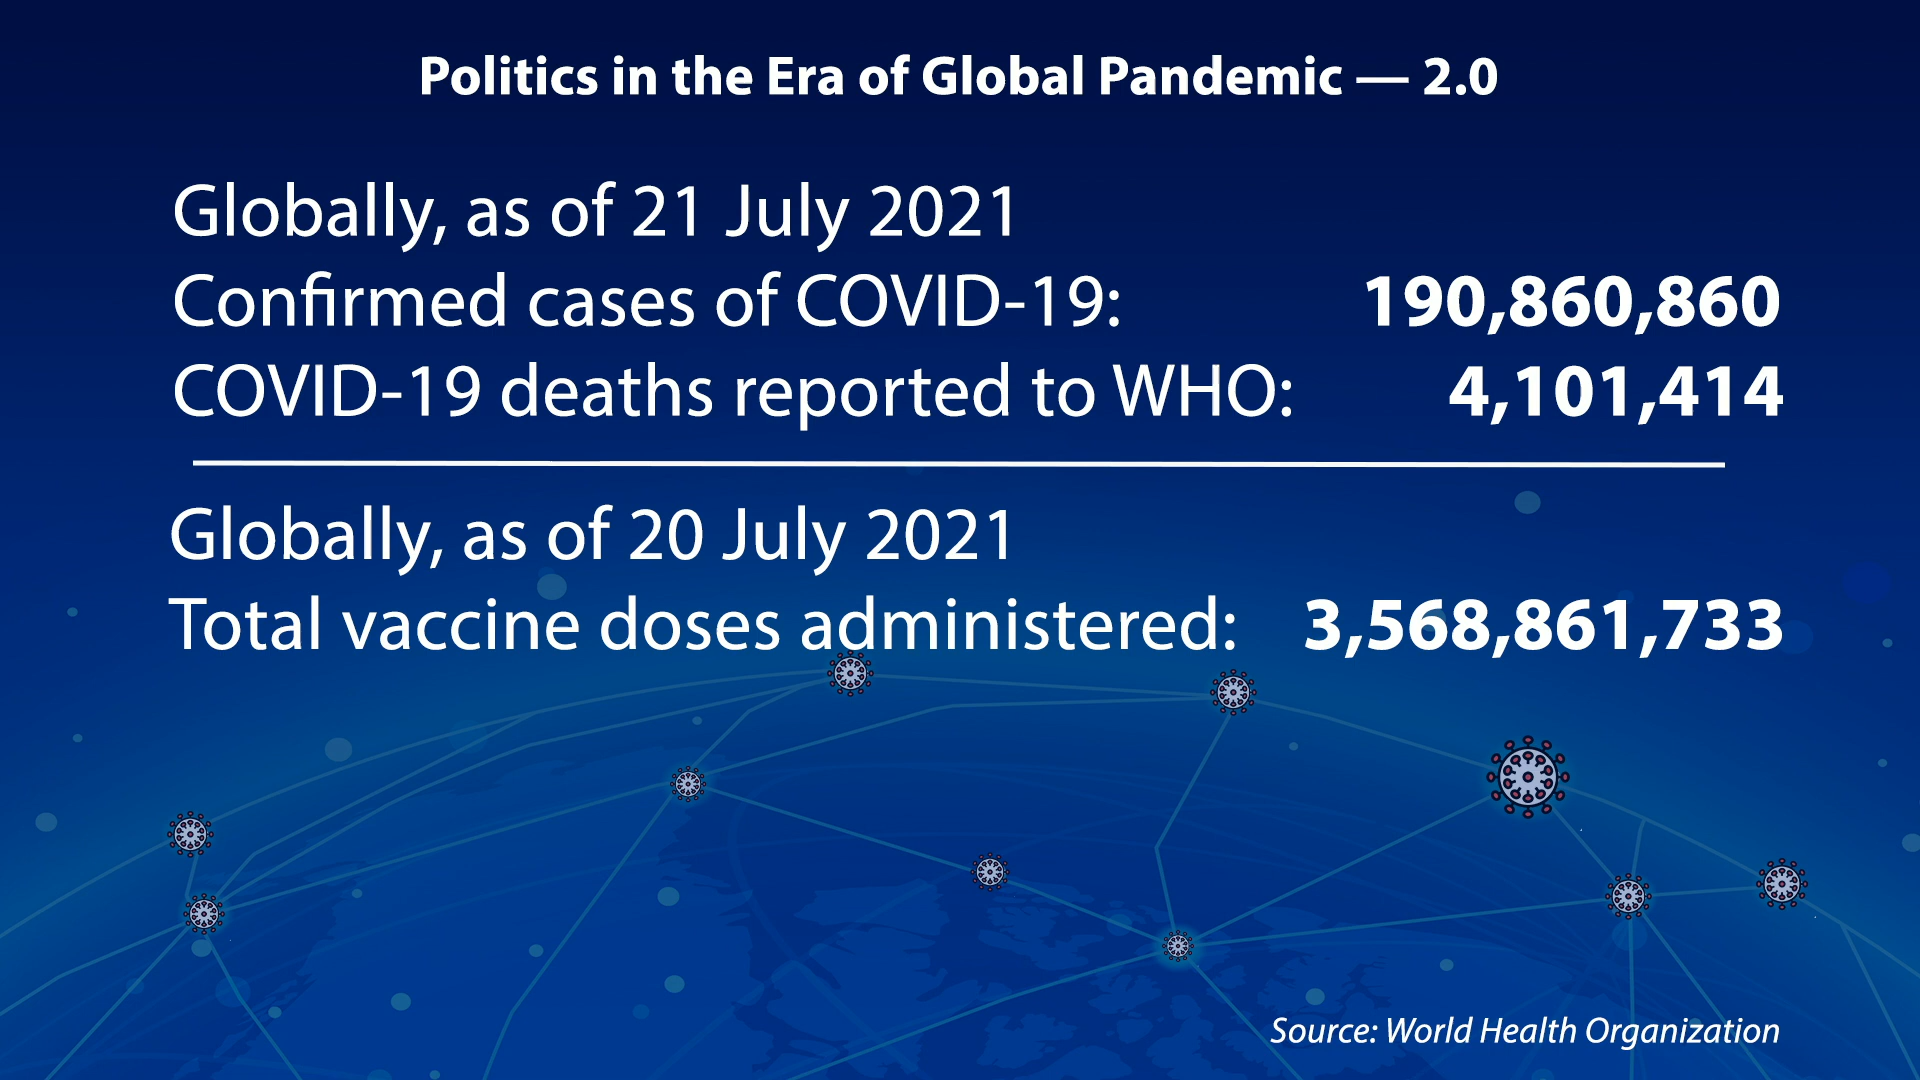 Politics in the Era of Global Pandemic — 2.0
Globally, as of 21 July 2021
Confirmed cases of COVID-19: 190,860,860
COVID-19 deaths reported to WHO: 4,101,414
Globally, as of 20 July 2021
Total vaccine doses administered: 3,568,861,733
Source: World Health Organization